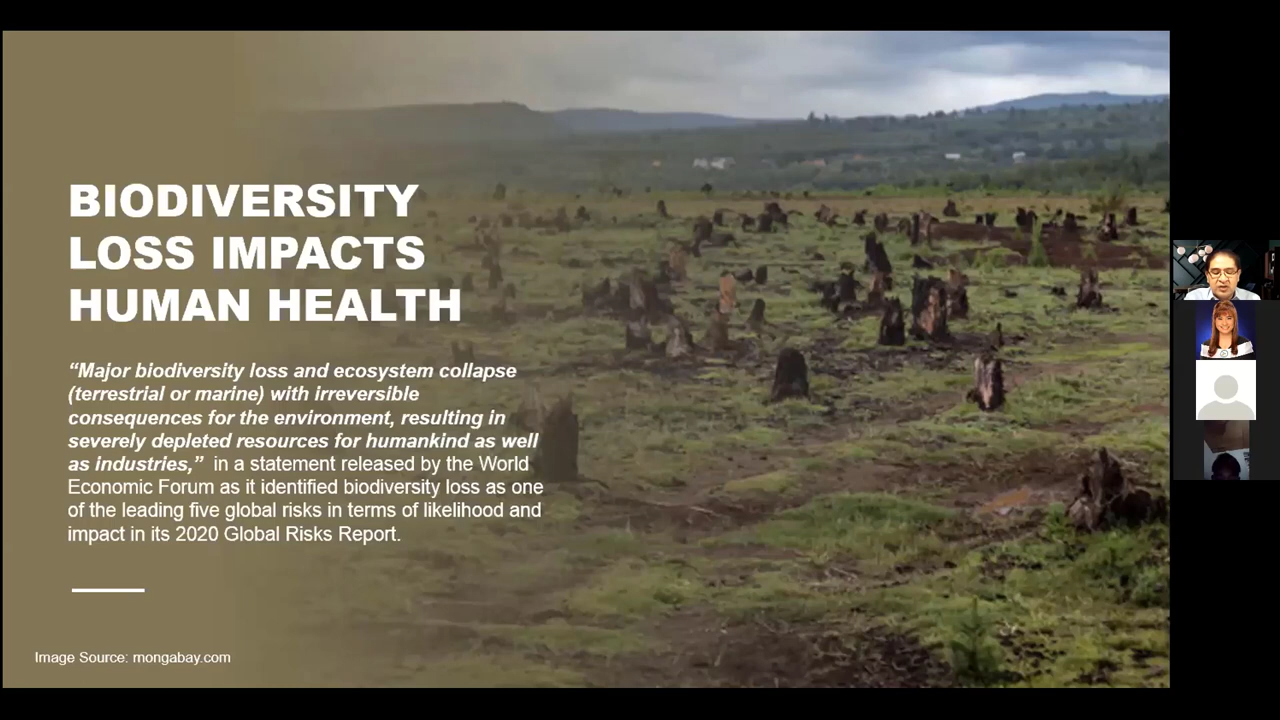 BIODIVERSITY
LOSS IMPACTS
HUMAN HEALTH
“Major biodiversity loss and ecosystem collapse
(terrestrial or marine) with irreversible
consequences for the environment, resulting in
severely depleted resources for humankind as well
as industries,” in a statement released by the World
Economic Forum as it identified biodiversity loss as one
of the leading five global risks in terms of likelihood and
impact in its 2020 Global Risks Report.
Image Source: mongabay.com